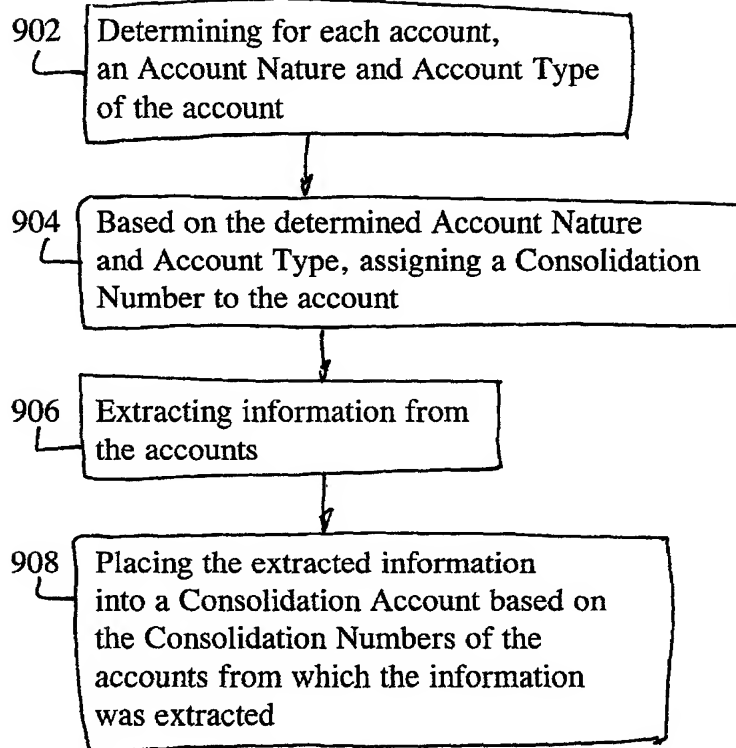 902 Determining for each account,
an Account Nature and Account Type
of the account
904 Based on the determined Account Nature
and Account Type, assigning a Consolidation
Number to the account
906 Extracting information from
the accounts
908 Placing the extracted information
into a Consolidation Account based on
the Consolidation Numbers of the
accounts from which the information
was extracted